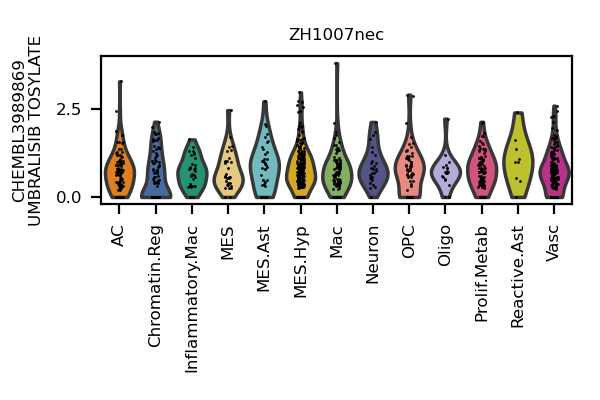 ZH1007nec
CHEMBL3989869
UMBRALISIB TOSYLATE
2.5
0.0
AC
Chromatin.Reg
Inflammatory.Mac
MES
MES.Ast
MES.Hyp
Mac
Neuron
OPC
Oligo
Prolif.Metab
Reactive.Ast
Vasc